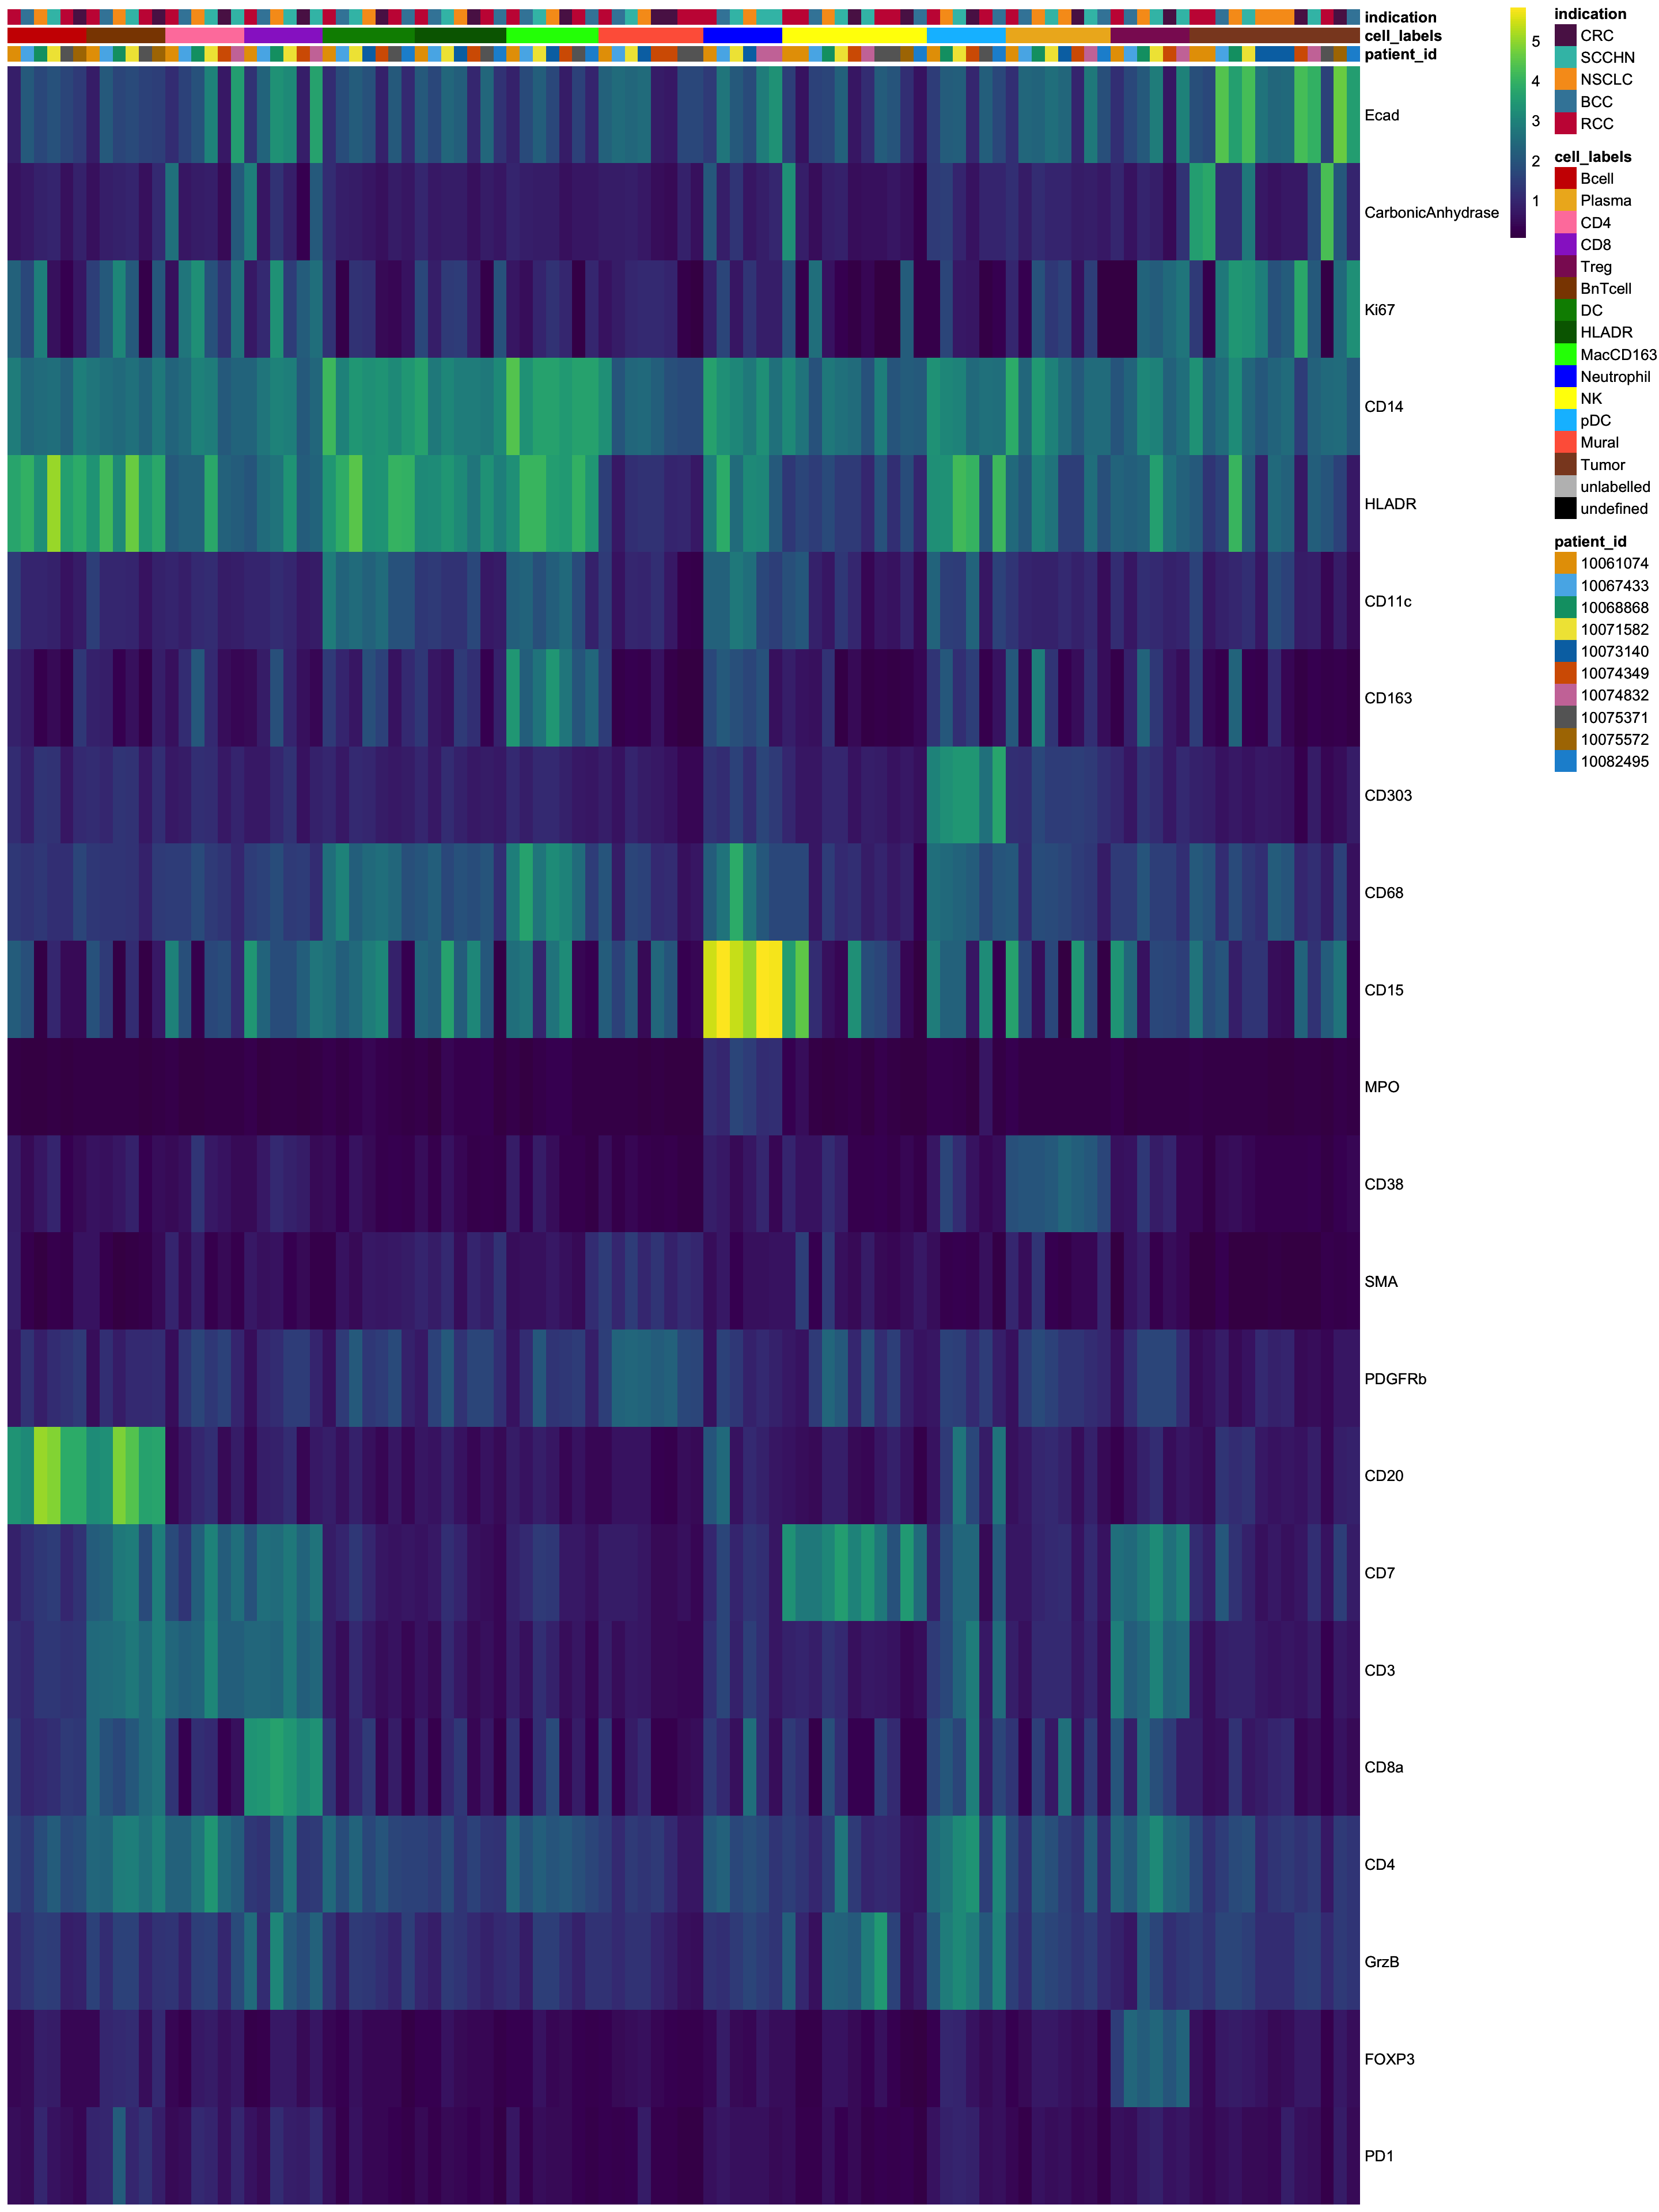 indication
cell_labels
patient_id
Ecad
CarbonicAnhydrase
Ki67
CD14
HLADR
CD11c
CD163
CD303
CD68
CD15
MPO
CD38
SMA
PDGFRb
CD20
CD7
CD3
CD8a
CD4
GrzB
FOXP3
PD1
5
4
3
2
1
indication
CRC
SCCHN
NSCLC
BCC
RCC
cell_labels
Bcell
Plasma
CD4
CD8
Treg
BnTcell
DC
HLADR
MacCD163
Neutrophil
NK
pDC
Mural
Tumor
unlabelled
undefined
patient_id
10061074
10067433
10068868
10071582
10073140
10074349
10074832
10075371
10075572
10082495